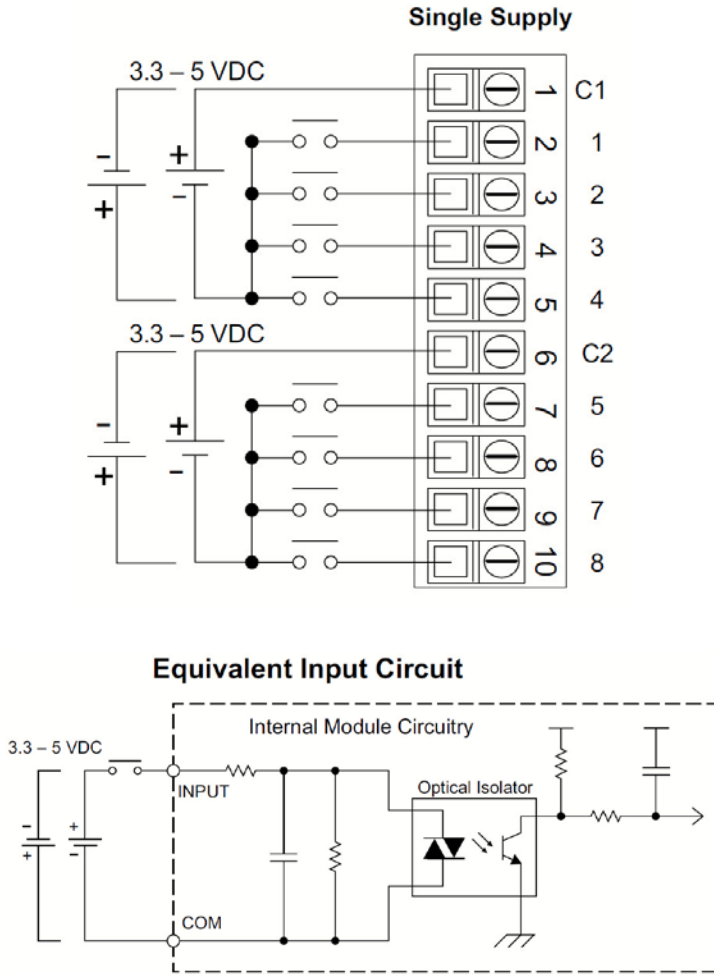 Single Supply
3.3 – 5 VDC
1 C1
- +
2 1
3 2
+ -
4 3
5 4
3.3 – 5 VDC
6 C2
- +
7 5
8 6
+ -
9 7
10 8
Equivalent Input Circuit
Internal Module Circuitry
3.3 – 5 VDC
INPUT
Optical Isolator
- +
+ -
COM